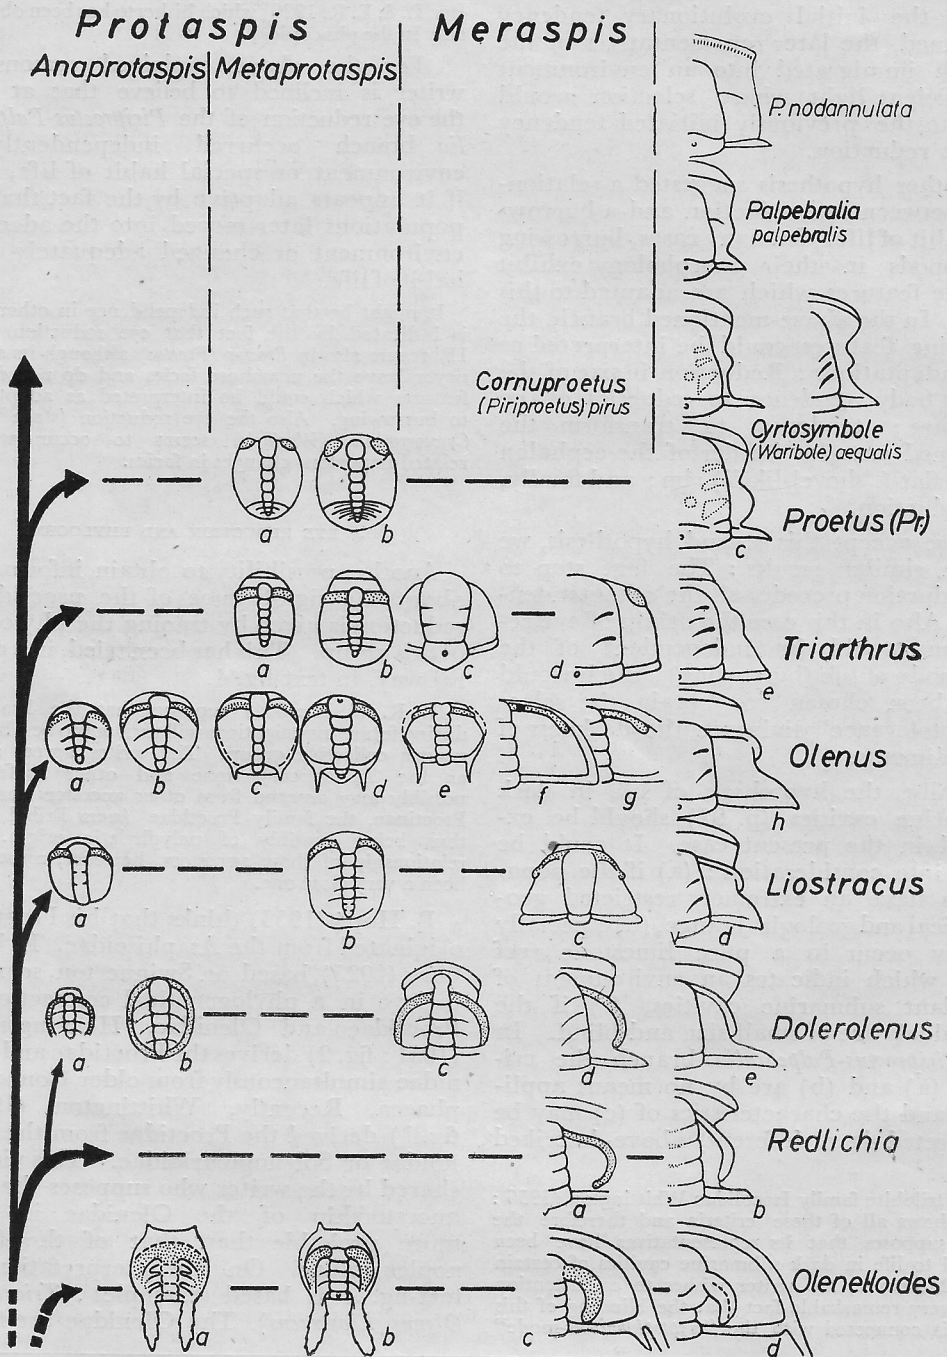 Protaspis Meraspis
Anaprotaspis Metaprotaspis
P. nodannulata
Palpebralia
palpebralis
Cornuproetus
(Piriproetus) pirus
Cyrtosymbole
(Waribole) aequalis
a b c Proetus (Pr.)
a b c d e Triarthrus
a b c d e f g h Olenus
a b c d Liostracus
a b c d e Dolerolenus
a b Redlichia
a b c d Olenelloides